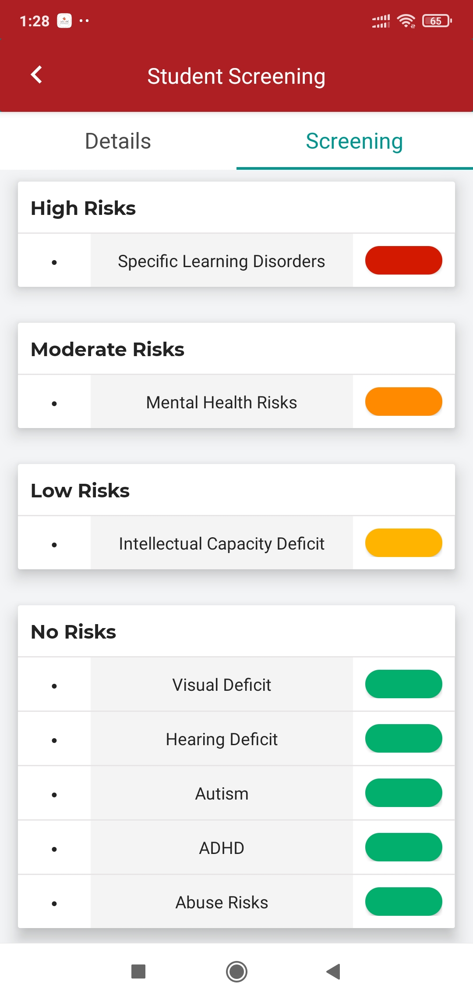 1:28
65
Student Screening
Details
Screening
High Risks
• Specific Learning Disorders
Moderate Risks
• Mental Health Risks
Low Risks
• Intellectual Capacity Deficit
No Risks
• Visual Deficit
• Hearing Deficit
• Autism
• ADHD
• Abuse Risks